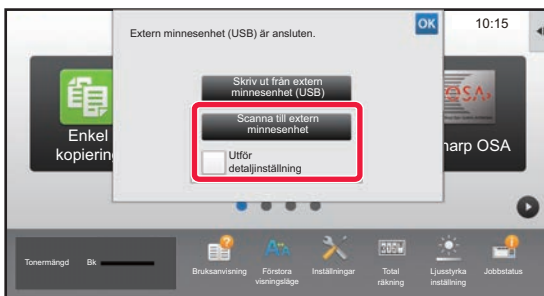 Extern minnesenhet (USB) är ansluten.
OK
10:15
Skriv ut från extern
minnesenhet (USB)
Scanna till extern
minnesenhet
Utför
detaljinställning
Enkel
kopiering
OSA
harp OSA
Tonermängd
Bk
Bruksanvisning
Förstora
visningsläge
Inställningar
Total
räkning
Ljusstyrka
inställning
Jobbstatus